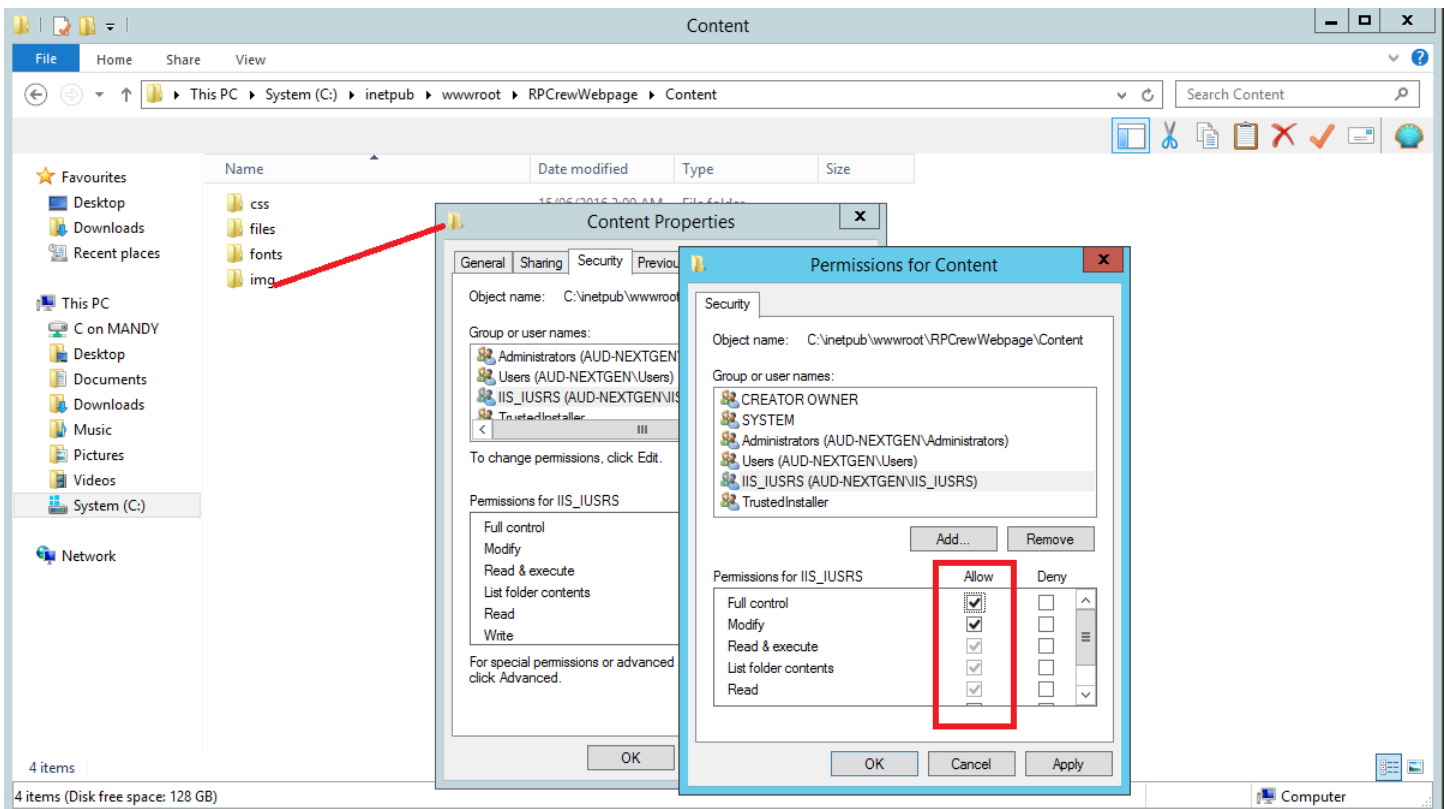 Content
File Home Share View
This PC System (C:) inetpub wwwroot RPCrewWebpage Content
Search Content
Name Date modified Type Size
Favourites
Desktop
Downloads
Recent places
This PC
C on MANDY
Desktop
Documents
Downloads
Music
Pictures
Videos
System (C:)
Network
css
files
fonts
img
Content Properties
General Sharing Security Previou
Object name: C:\inetpub\wwwroot
Group or user names:
Administrators (AUD-NEXTGEN\
Users (AUD-NEXTGEN\Users)
IIS_IUSRS (AUD-NEXTGEN\IIS
TrustedInstaller
To change permissions, click Edit.
Permissions for IIS_IUSRS
Full control
Modify
Read & execute
List folder contents
Read
Write
For special permissions or advanced
click Advanced.
OK
Permissions for Content
Security
Object name: C:\inetpub\wwwroot\RPCrewWebpage\Content
Group or user names:
CREATOR OWNER
SYSTEM
Administrators (AUD-NEXTGEN\Administrators)
Users (AUD-NEXTGEN\Users)
IIS_IUSRS (AUD-NEXTGEN\IIS_IUSRS)
TrustedInstaller
Add... Remove
Permissions for IIS_IUSRS Allow Deny
Full control
Modify
Read & execute
List folder contents
Read
OK Cancel Apply
4 items
4 items (Disk free space: 128 GB) Computer